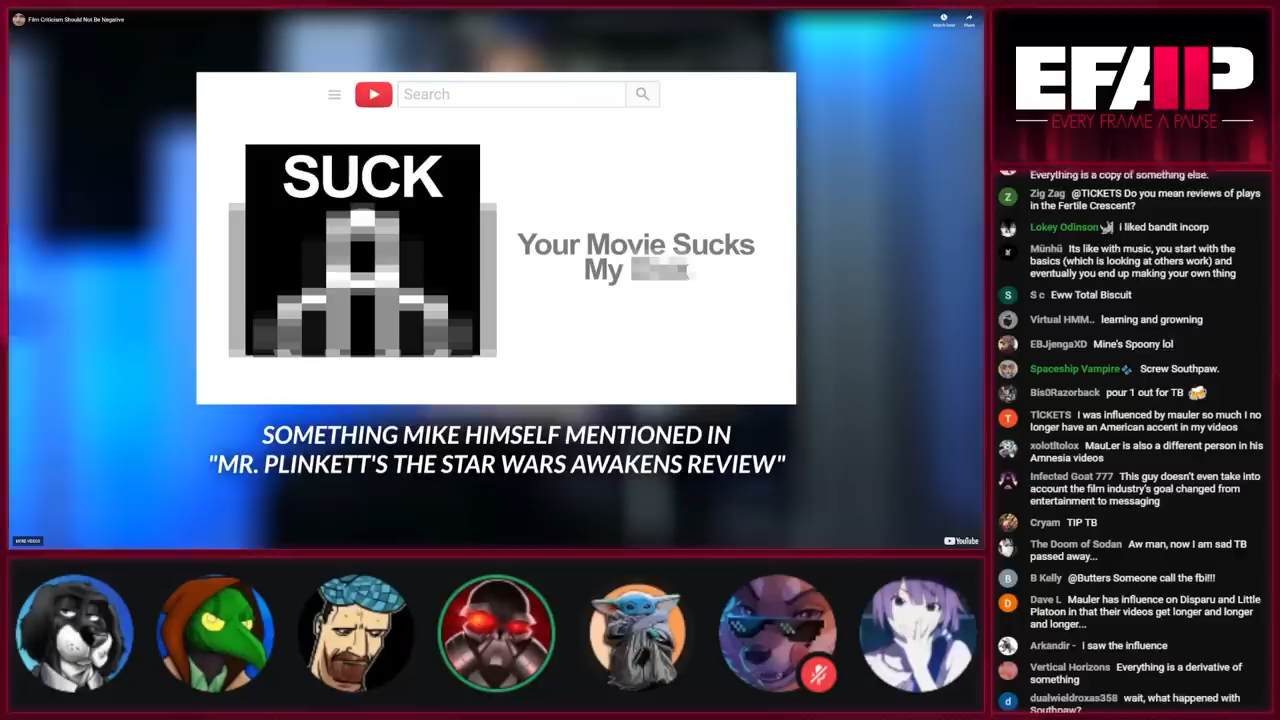 Film Criticism Should Not Be Negative
Watch later
Share
Search
SUCK
Your Movie Sucks
My
SOMETHING MIKE HIMSELF MENTIONED IN
"MR. PLINKETT'S THE STAR WARS AWAKENS REVIEW"
MORE VIDEOS
YouTube
EFAP
EVERY FRAME A PAUSE
Everything is a copy of something else.
Zig Zag @TICKETS Do you mean reviews of plays
in the Fertile Crescent?
Lokey Odinson i liked bandit incorp
Münhü Its like with music, you start with the
basics (which is looking at others work) and
eventually you end up making your own thing
S c Eww Total Biscuit
Virtual HMM.. learning and growning
EBJjengaXD Mine's Spoony lol
Spaceship Vampire Screw Southpaw.
Bis0Razorback pour 1 out for TB
TICKETS I was influenced by mauler so much I no
longer have an American accent in my videos
xolotltolox MauLer is also a different person in his
Amnesia videos
Infected Goat 777 This guy doesn't even take into
account the film industry's goal changed from
entertainment to messaging
Cryam TIP TB
The Doom of Sodan Aw man, now I am sad TB
passed away...
B Kelly @Butters Someone call the fbi!!!
Dave L Mauler has influence on Disparu and Little
Platoon in that their videos get longer and longer
and longer...
Arkandir - I saw the influence
Vertical Horizons Everything is a derivative of
something
dualwieldroxas358 wait, what happened with
Southpaw?